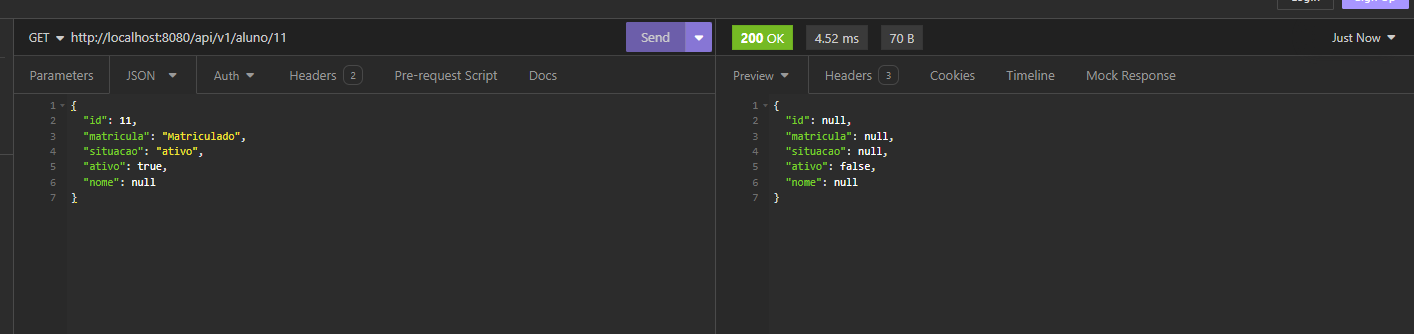 Login
Sign Up
GET http://localhost:8080/api/v1/aluno/11 Send
200 OK 4.52 ms 70 B Just Now
Parameters JSON Auth Headers 2 Pre-request Script Docs
Preview Headers 3 Cookies Timeline Mock Response
1 {
2 "id": 11,
3 "matricula": "Matriculado",
4 "situacao": "ativo",
5 "ativo": true,
6 "nome": null
7 }
1 {
2 "id": null,
3 "matricula": null,
4 "situacao": null,
5 "ativo": false,
6 "nome": null
7 }